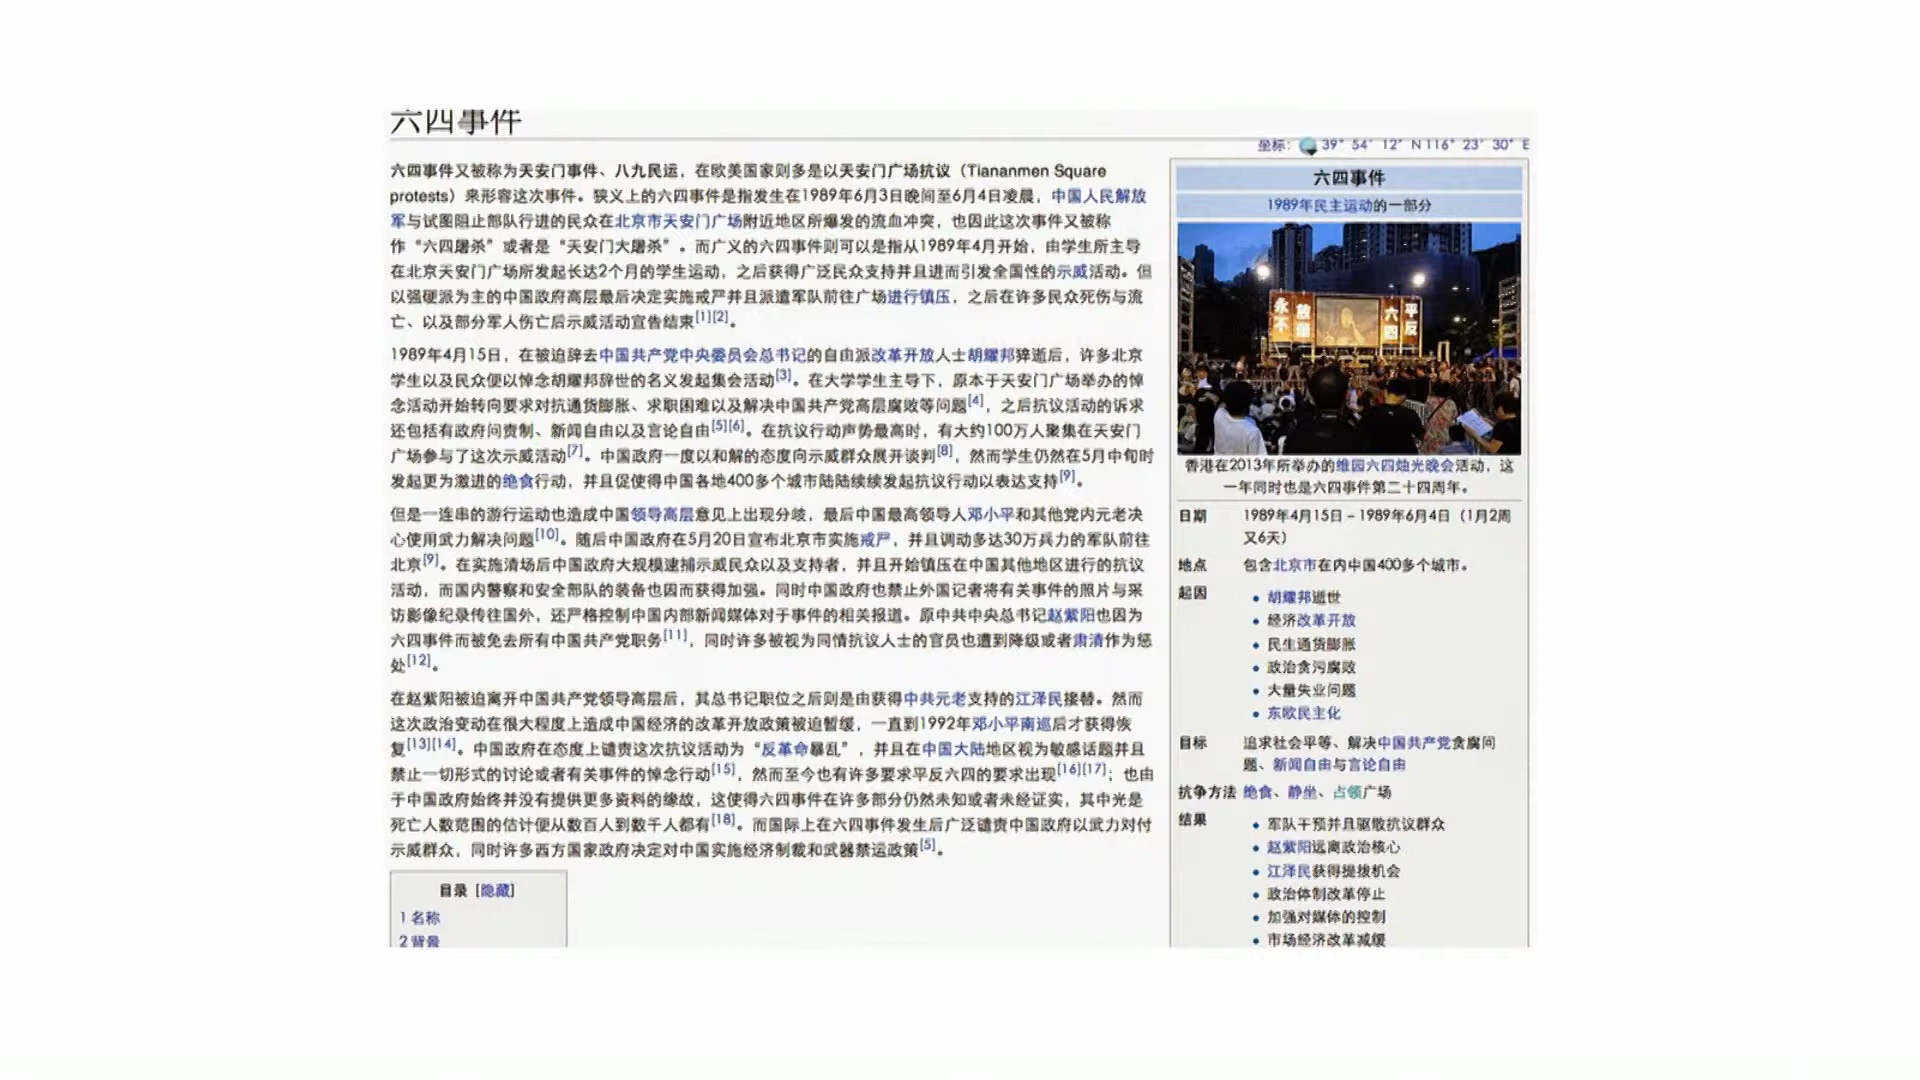 六四事件
坐标： 39° 54′ 12″ N 116° 23′ 30″ E
六四事件又被称为天安门事件、八九民运，在欧美国家则多是以天安门广场抗议（Tiananmen Square
protests）来形容这次事件。狭义上的六四事件是指发生在1989年6月3日晚间至6月4日凌晨，中国人民解放
军与试图阻止部队行进的民众在北京市天安门广场附近地区所爆发的流血冲突，也因此这次事件又被称
作“六四屠杀”或者是“天安门大屠杀”。而广义的六四事件则可以是指从1989年4月开始，由学生所主导
在北京天安门广场所发起长达2个月的学生运动，之后获得广泛民众支持并且进而引发全国性的示威活动。但
以强硬派为主的中国政府高层最后决定实施戒严并且派遣军队前往广场进行镇压，之后在许多民众死伤与流
亡、以及部分军人伤亡后示威活动宣告结束[1][2]。
1989年4月15日，在被迫辞去中国共产党中央委员会总书记的自由派改革开放人士胡耀邦猝逝后，许多北京
学生以及民众便以悼念胡耀邦辞世的名义发起集会活动[3]。在大学学生主导下，原本于天安门广场举办的悼
念活动开始转向要求对抗通货膨胀、求职困难以及解决中国共产党高层腐败等问题[4]，之后抗议活动的诉求
还包括有政府问责制、新闻自由以及言论自由[5][6]。在抗议行动声势最高时，有大约100万人聚集在天安门
广场参与了这次示威活动[7]。中国政府一度以和解的态度向示威群众展开谈判[8]，然而学生仍然在5月中旬时
发起更为激进的绝食行动，并且促使得中国各地400多个城市陆陆续续发起抗议行动以表达支持[9]。
但是一连串的游行运动也造成中国领导高层意见上出现分歧，最后中国最高领导人邓小平和其他党内元老决
心使用武力解决问题[10]。随后中国政府在5月20日宣布北京市实施戒严，并且调动多达30万兵力的军队前往
北京[9]。在实施清场后中国政府大规模逮捕示威民众以及支持者，并且开始镇压在中国其他地区进行的抗议
活动，而国内警察和安全部队的装备也因而获得加强。同时中国政府也禁止外国记者将有关事件的照片与采
访影像纪录传往国外，还严格控制中国内部新闻媒体对于事件的相关报道。原中共中央总书记赵紫阳也因为
六四事件而被免去所有中国共产党职务[11]，同时许多被视为同情抗议人士的官员也遭到降级或者肃清作为惩
处[12]。
在赵紫阳被迫离开中国共产党领导高层后，其总书记职位之后则是由获得中共元老支持的江泽民接替。然而
这次政治变动在很大程度上造成中国经济的改革开放政策被迫暂缓，一直到1992年邓小平南巡后才获得恢
复[13][14]。中国政府在态度上谴责这次抗议活动为“反革命暴乱”，并且在中国大陆地区视为敏感话题并且
禁止一切形式的讨论或者有关事件的悼念行动[15]，然而至今也有许多要求平反六四的要求出现[16][17]；也由
于中国政府始终并没有提供更多资料的缘故，这使得六四事件在许多部分仍然未知或者未经证实，其中光是
死亡人数范围的估计便从数百人到数千人都有[18]。而国际上在六四事件发生后广泛谴责中国政府以武力对付
示威群众，同时许多西方国家政府决定对中国实施经济制裁和武器禁运政策[5]。
目录 [隐藏]
1 名称
2 背景
六四事件
1989年民主运动的一部分
永不
放棄
六四
平反
香港在2013年所举办的维园六四烛光晚会活动，这
一年同时也是六四事件第二十四周年。
日期 1989年4月15日－1989年6月4日（1月2周
又6天）
地点 包含北京市在内中国400多个城市。
起因
• 胡耀邦逝世
• 经济改革开放
• 民生通货膨胀
• 政治贪污腐败
• 大量失业问题
• 东欧民主化
目标 追求社会平等、解决中国共产党贪腐问
题、新闻自由与言论自由
抗争方法 绝食、静坐、占领广场
结果
• 军队干预并且驱散抗议群众
• 赵紫阳远离政治核心
• 江泽民获得提拔机会
• 政治体制改革停止
• 加强对媒体的控制
• 市场经济改革减缓